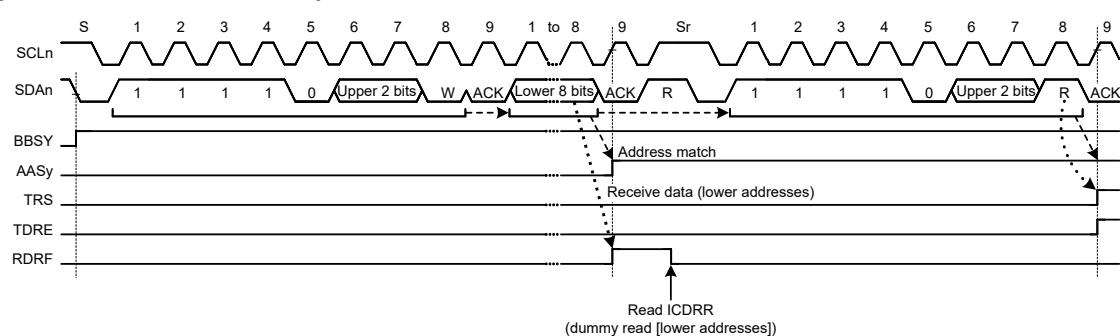 S 1 2 3 4 5 6 7 8 9 1 to 8 9 Sr 1 2 3 4 5 6 7 8 9
SCLn
SDAn 1 1 1 1 0 Upper 2 bits W ACK Lower 8 bits ACK R 1 1 1 1 0 Upper 2 bits R ACK
BBSY
Address match
AASy
Receive data (lower addresses)
TRS
TDRE
RDRF
Read ICDRR
(dummy read [lower addresses])